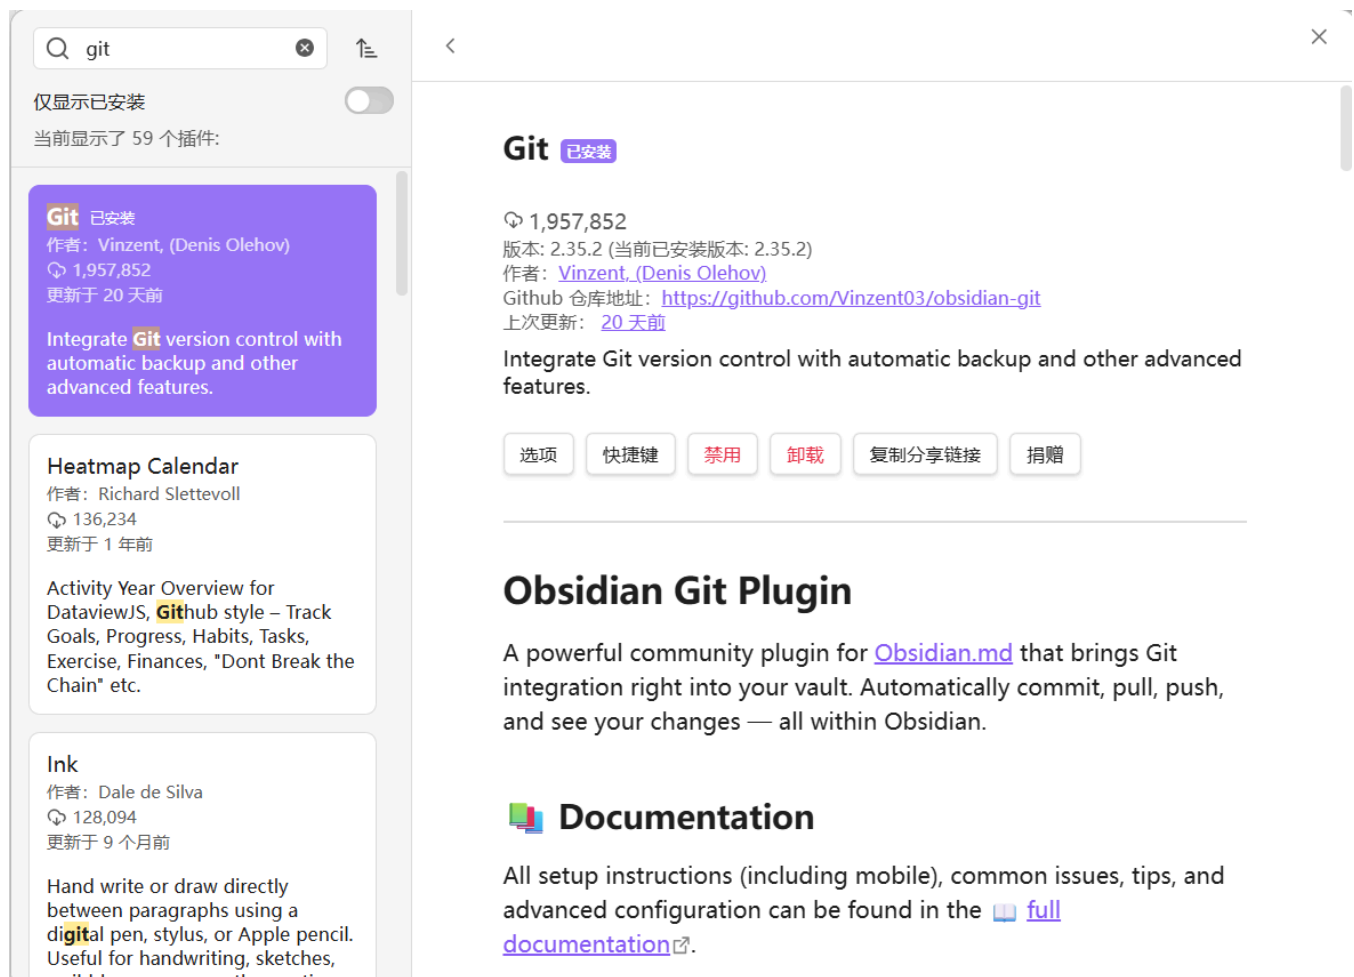 git
仅显示已安装
当前显示了 59 个插件:
Git 已安装
作者：Vinzent, (Denis Olehov)
1,957,852
更新于 20 天前
Integrate Git version control with
automatic backup and other
advanced features.
Heatmap Calendar
作者：Richard Slettevoll
136,234
更新于 1 年前
Activity Year Overview for
DataviewJS, Github style – Track
Goals, Progress, Habits, Tasks,
Exercise, Finances, "Dont Break the
Chain" etc.
Ink
作者：Dale de Silva
128,094
更新于 9 个月前
Hand write or draw directly
between paragraphs using a
digital pen, stylus, or Apple pencil.
Useful for handwriting, sketches,
Git 已安装
1,957,852
版本: 2.35.2 (当前已安装版本: 2.35.2)
作者：Vinzent, (Denis Olehov)
Github 仓库地址：https://github.com/Vinzent03/obsidian-git
上次更新： 20 天前
Integrate Git version control with automatic backup and other advanced
features.
选项 快捷键 禁用 卸载 复制分享链接 捐赠
Obsidian Git Plugin
A powerful community plugin for Obsidian.md that brings Git
integration right into your vault. Automatically commit, pull, push,
and see your changes — all within Obsidian.
📚 Documentation
All setup instructions (including mobile), common issues, tips, and
advanced configuration can be found in the 📖 full
documentation.